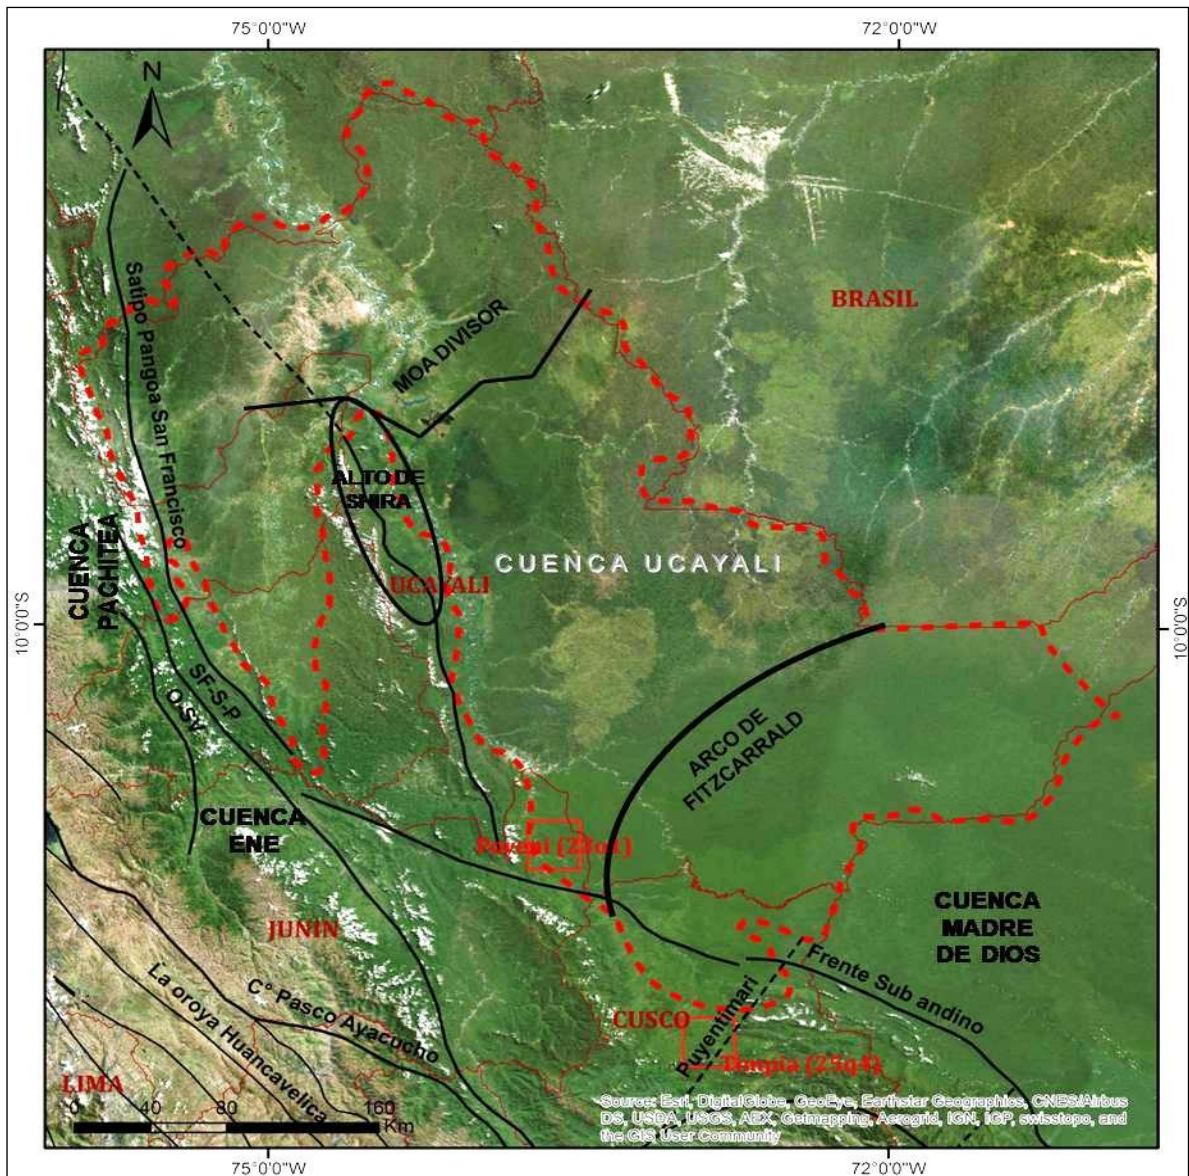 75°0'0"W
72°0'0"W
N
BRASIL
MOA DIVISOR
Satipo Pangoa San Francisco
ALTO DE
SHIRA
CUENCA
PACHITEA
CUENCA UCAYALI
UCAYALI
10°0'0"S
10°0'0"S
SF-S-P
O-SV
ARCO DE
FITZCARRALD
CUENCA
ENE
Poyeni (23o1)
CUENCA
MADRE
DE DIOS
JUNIN
Frente Sub andino
C° Pasco Ayacucho
La oroya Huancavelica
CUSCO
Puyentimari
Timpia (25q4)
LIMA
0 40 80 160
Km
Source: Esri, DigitalGlobe, GeoEye, Earthstar Geographics, CNES/Airbus
DS, USDA, USGS, AEX, Getmapping, Aerogrid, IGN, IGP, swisstopo, and
the GIS User Community
75°0'0"W
72°0'0"W